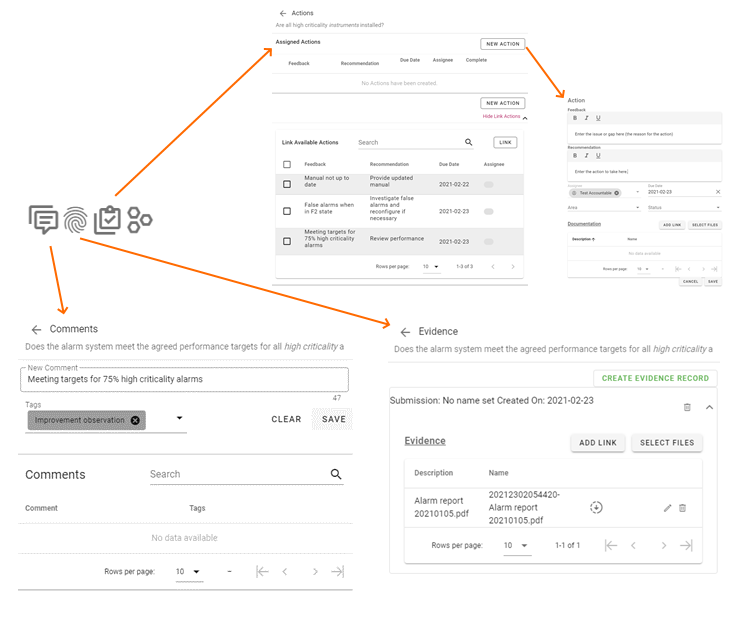 Actions
Are all high criticality instruments installed?
Assigned Actions
NEW ACTION
Feedback Recommendation Due Date Assignee Complete
No Actions have been created
NEW ACTION
Hide Link Actions
Link Available Actions Search LINK
Feedback Recommendation Due Date Assignee
Manual not up to
date
Provide updated
manual
2021-02-22
False alarms when
in F2 state
Investigate false
alarms and
reconfigure if
necessary
2021-02-23
Meeting targets for
75% high criticality
alarms
Review performance
2021-02-23
Rows per page: 10 1-3 of 3
Action
Feedback
B I U
Enter the issue or gap here (the reason for the action)
Recommendation
B I U
Enter the action to take here.
Assignee
Test Accountable
Due Date
2021-02-23
Area Status
Documentation ADD LINK SELECT FILES
Description Name
No data available
Rows per page: 15 –
CANCEL SAVE
Comments
Does the alarm system meet the agreed performance targets for all high criticality a
New Comment
Meeting targets for 75% high criticality alarms
47
Tags
Improvement observation
CLEAR SAVE
Comments Search
Comment Tags
No data available
Rows per page: 10 –
Evidence
Does the alarm system meet the agreed performance targets for all high criticality a
CREATE EVIDENCE RECORD
Submission: No name set Created On: 2021-02-23
Evidence ADD LINK SELECT FILES
Description Name
Alarm report
20210105.pdf
20212302054420-
Alarm report
20210105.pdf
Rows per page: 10 1-1 of 1